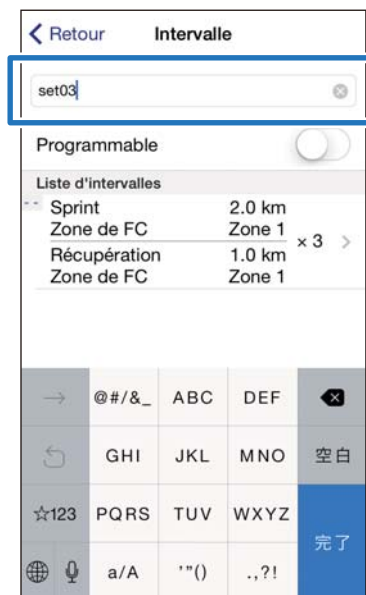 Retour Intervalle
set03
Programmable
Liste d'intervalles
-- Sprint 2.0 km
Zone de FC Zone 1
× 3
Récupération 1.0 km
Zone de FC Zone 1
→ @#/&_ ABC DEF
GHI JKL MNO 空白
☆123 PQRS TUV WXYZ
完了
a/A '"() .,?!